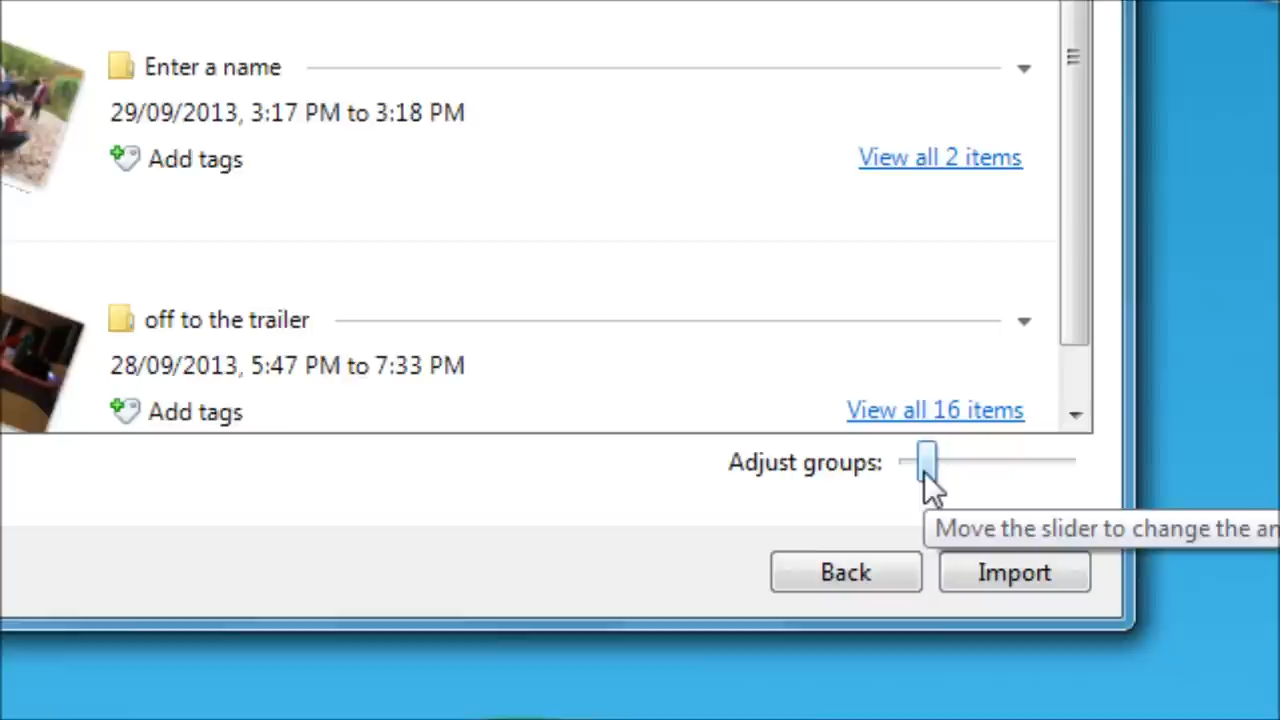 Enter a name
29/09/2013, 3:17 PM to 3:18 PM
Add tags
View all 2 items
off to the trailer
28/09/2013, 5:47 PM to 7:33 PM
Add tags
View all 16 items
Adjust groups:
Move the slider to change the
Back
Import